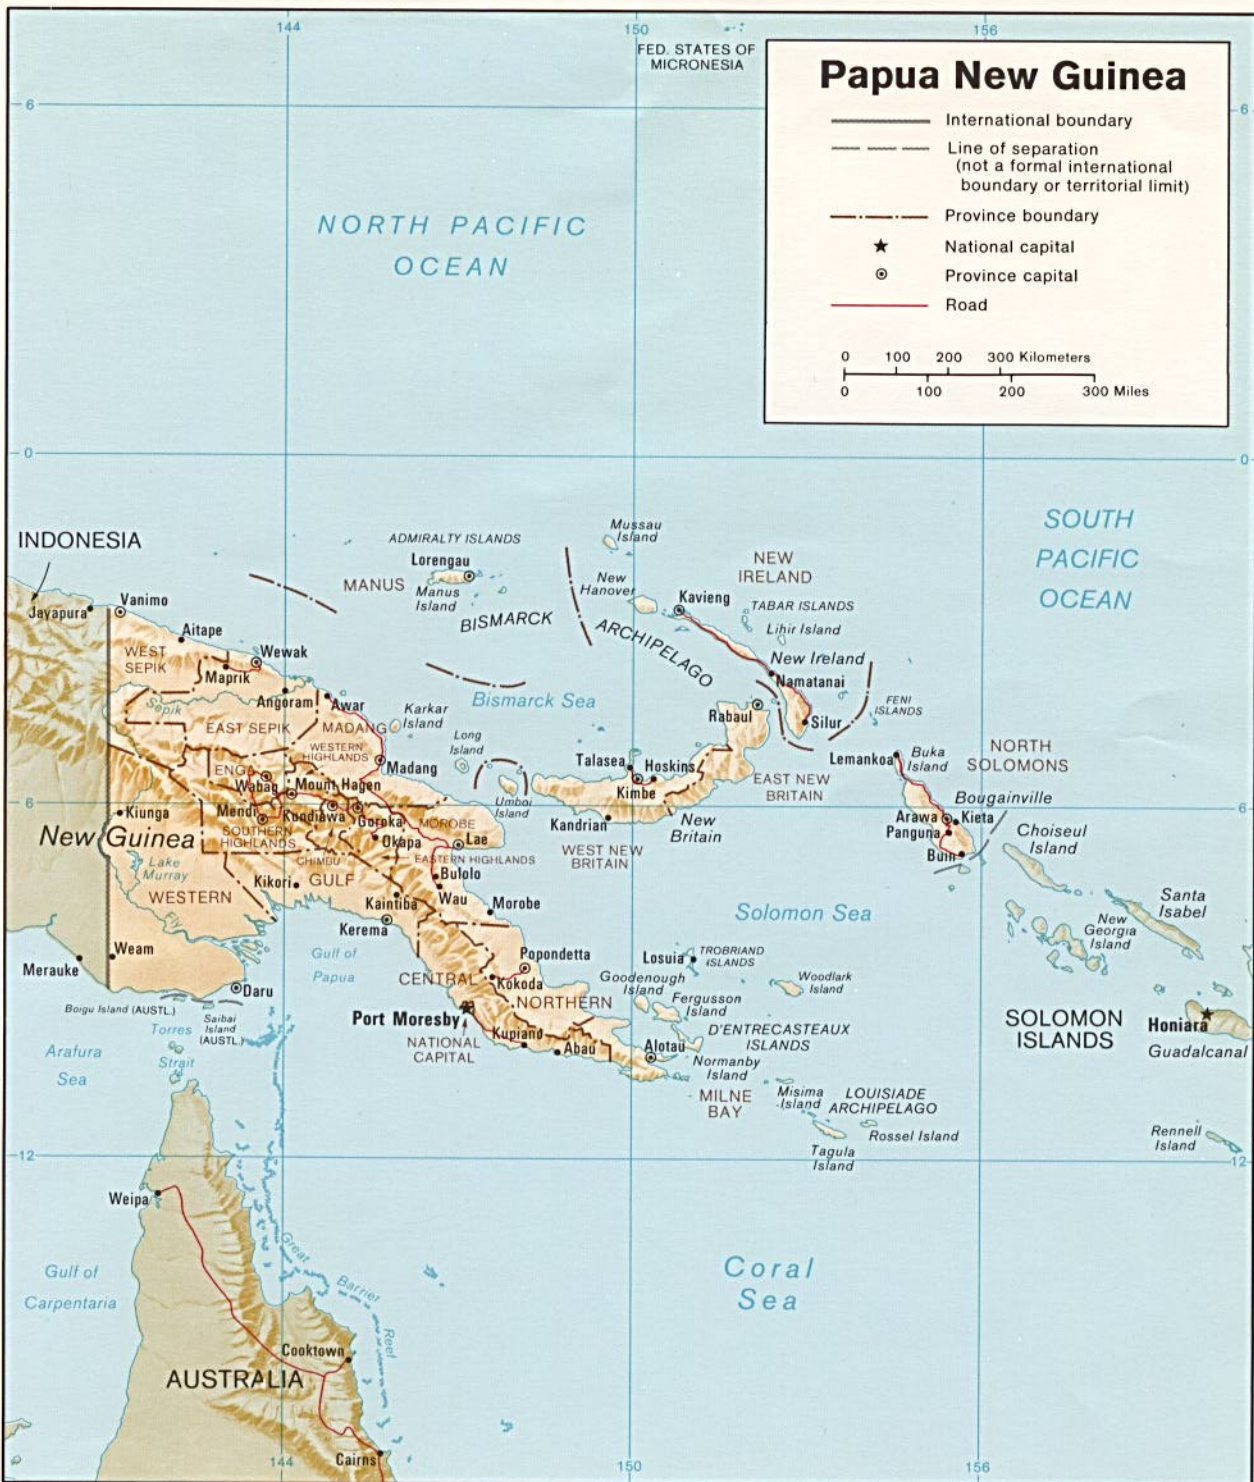 144
150
156
FED. STATES OF
MICRONESIA
Papua New Guinea
International boundary
Line of separation
(not a formal international
boundary or territorial limit)
Province boundary
National capital
Province capital
Road
0 100 200 300 Kilometers
0 100 200 300 Miles
6
6
NORTH PACIFIC
OCEAN
0
0
SOUTH
PACIFIC
OCEAN
INDONESIA
Jayapura
Vanimo
Aitape
WEST
SEPIK
Wewak
Maprik
Angoram
Sepik
EAST SEPIK
Awar
MADANG
Karkar
Island
ADMIRALTY ISLANDS
Lorengau
MANUS
Manus
Island
BISMARCK
ARCHIPELAGO
Mussau
Island
New
Hanover
NEW
IRELAND
Kavieng
TABAR ISLANDS
Lihir Island
New Ireland
Namatanai
Silur
FENI
ISLANDS
Bismarck Sea
Rabaul
Long
Island
Umboi
Island
WESTERN
HIGHLANDS
Madang
ENGA
Wabag
Mount Hagen
Mendi
Kundiawa
Goroka
MOROBE
SOUTHERN
HIGHLANDS
Okapa
Lae
CHIMBU
EASTERN HIGHLANDS
Kiunga
New Guinea
Lake
Murray
WESTERN
Kikori
GULF
Bulolo
Kaintiba
Wau
Morobe
Kerema
Fly
Talasea
Hoskins
Kimbe
Kandrian
EAST NEW
BRITAIN
New
Britain
WEST NEW
BRITAIN
Lemankoa
Buka
Island
NORTH
SOLOMONS
Bougainville
Arawa
Kieta
Panguna
Buin
6
Choiseul
Island
Santa
Isabel
New
Georgia
Island
Solomon Sea
Weam
Merauke
Gulf of
Papua
Daru
Boigu Island (AUSTL.)
Saibai
Island
(AUSTL.)
Torres
Strait
Arafura
Sea
CENTRAL
Popondetta
Kokoda
NORTHERN
Port Moresby
NATIONAL
CAPITAL
Kupiano
Abau
Alotau
Losuia
TROBRIAND
ISLANDS
Goodenough
Island
Fergusson
Island
Woodlark
Island
D'ENTRECASTEAUX
ISLANDS
Normanby
Island
MILNE
BAY
Misima
Island
LOUISIADE
ARCHIPELAGO
Rossel Island
Tagula
Island
SOLOMON
ISLANDS
Honiara
Guadalcanal
Rennell
Island
12
12
Weipa
Gulf of
Carpentaria
Great
Barrier
Reef
Coral
Sea
Cooktown
AUSTRALIA
Cairns
144
150
156